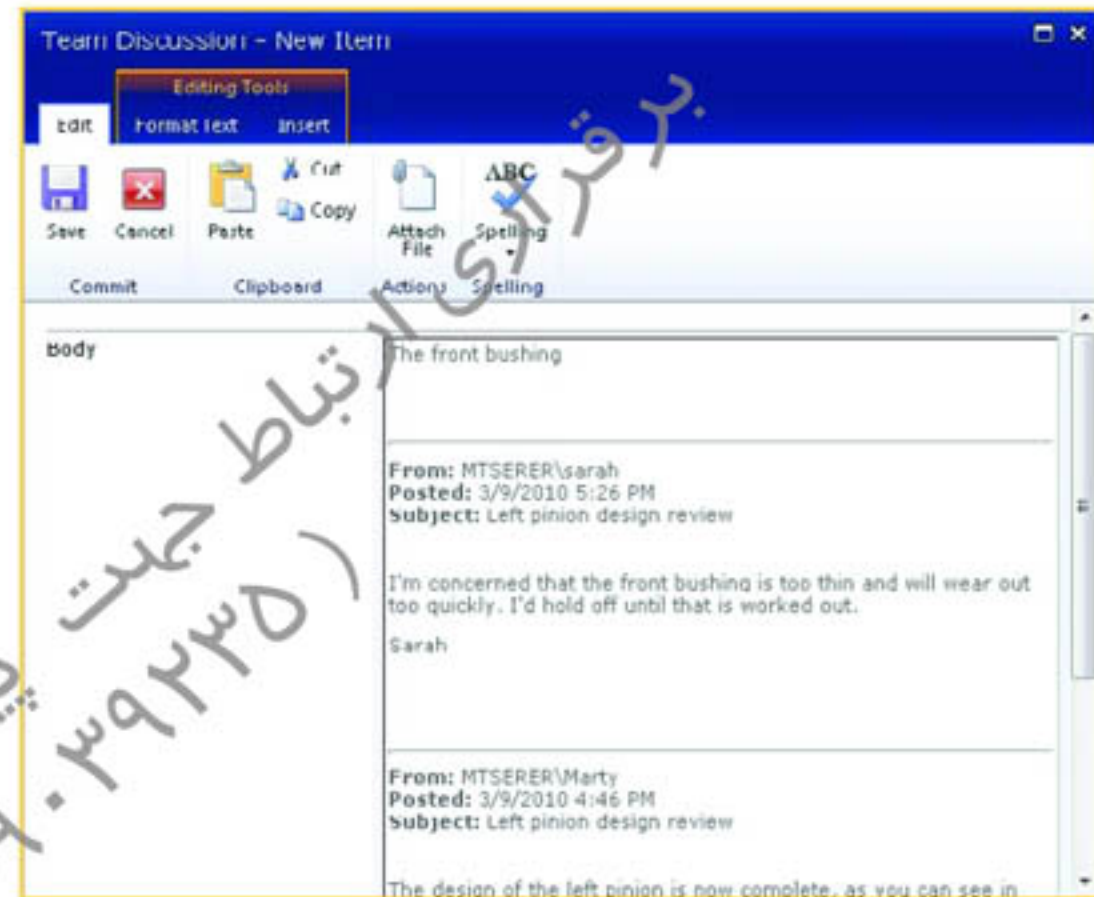 Team Discussion - New Item
Editing Tools
Edit Format Text Insert
Save Cancel Paste Cut Copy Attach File ABC Spelling
Commit Clipboard Actions Spelling
Body
The front bushing
From: MTSERER\sarah
Posted: 3/9/2010 5:26 PM
Subject: Left pinion design review
I'm concerned that the front bushing is too thin and will wear out
too quickly. I'd hold off until that is worked out.
Sarah
From: MTSERER\Marty
Posted: 3/9/2010 4:46 PM
Subject: Left pinion design review
The design of the left pinion is now complete, as you can see in
برقراری ارتباط جهت
۰۳۹۲۳۵ )